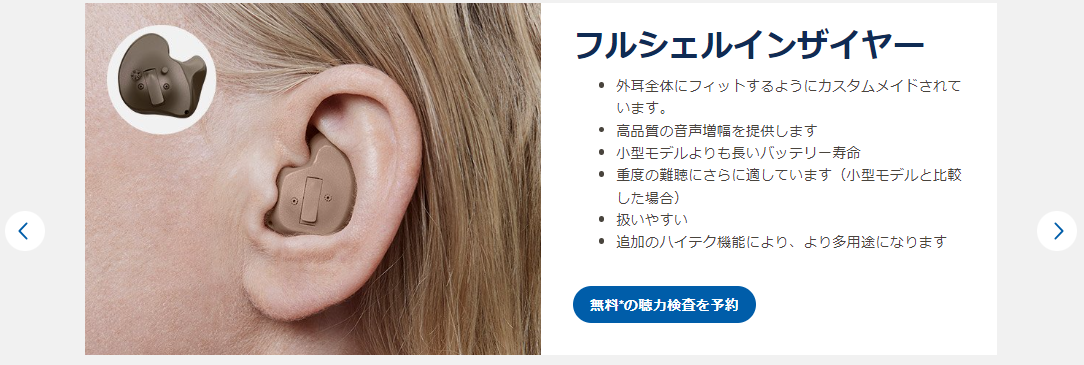 フルシェルインザイヤー
外耳全体にフィットするようにカスタムメイドされて
います。
高品質の音声増幅を提供します
小型モデルよりも長いバッテリー寿命
重度の難聴にさらに適しています（小型モデルと比較
した場合）
扱いやすい
追加のハイテク機能により、より多用途になります
無料*の聴力検査を予約